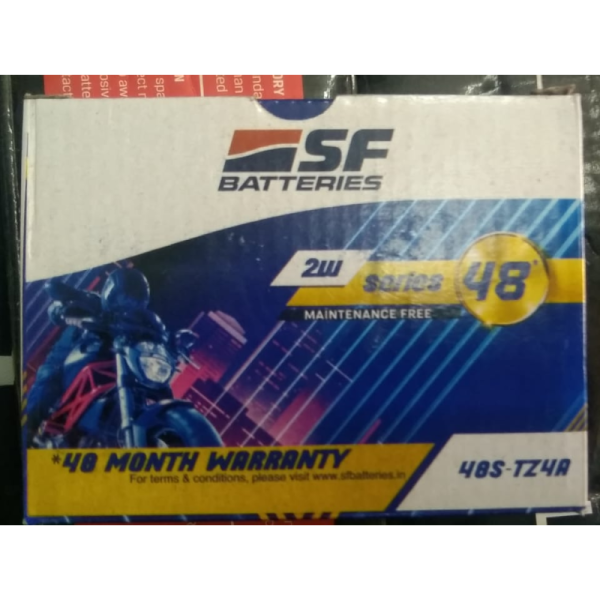 SF
BATTERIES
2W
series 48*
MAINTENANCE FREE
*48 MONTH WARRANTY
For terms & conditions, please visit www.sfbatteries.in
48S-TZ4A